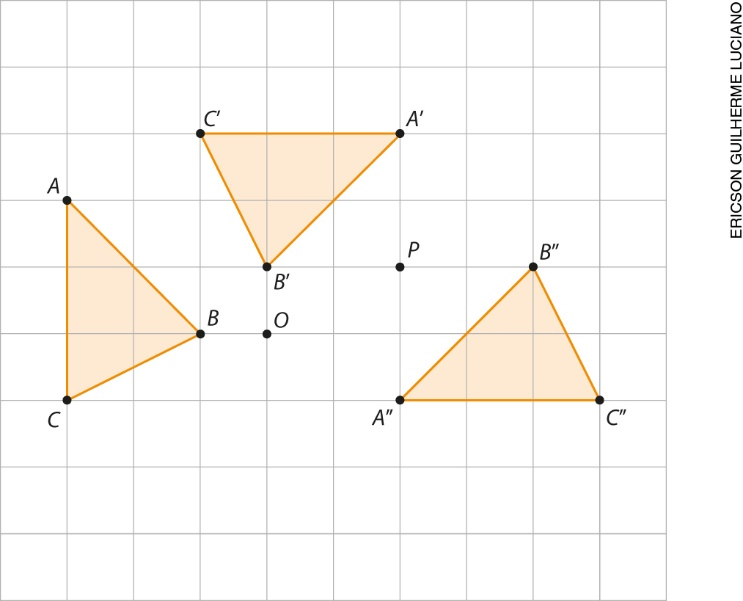 C′
A′
A
P
B″
B′
B
O
C
A″
C″
ERICSON GUILHERME LUCIANO